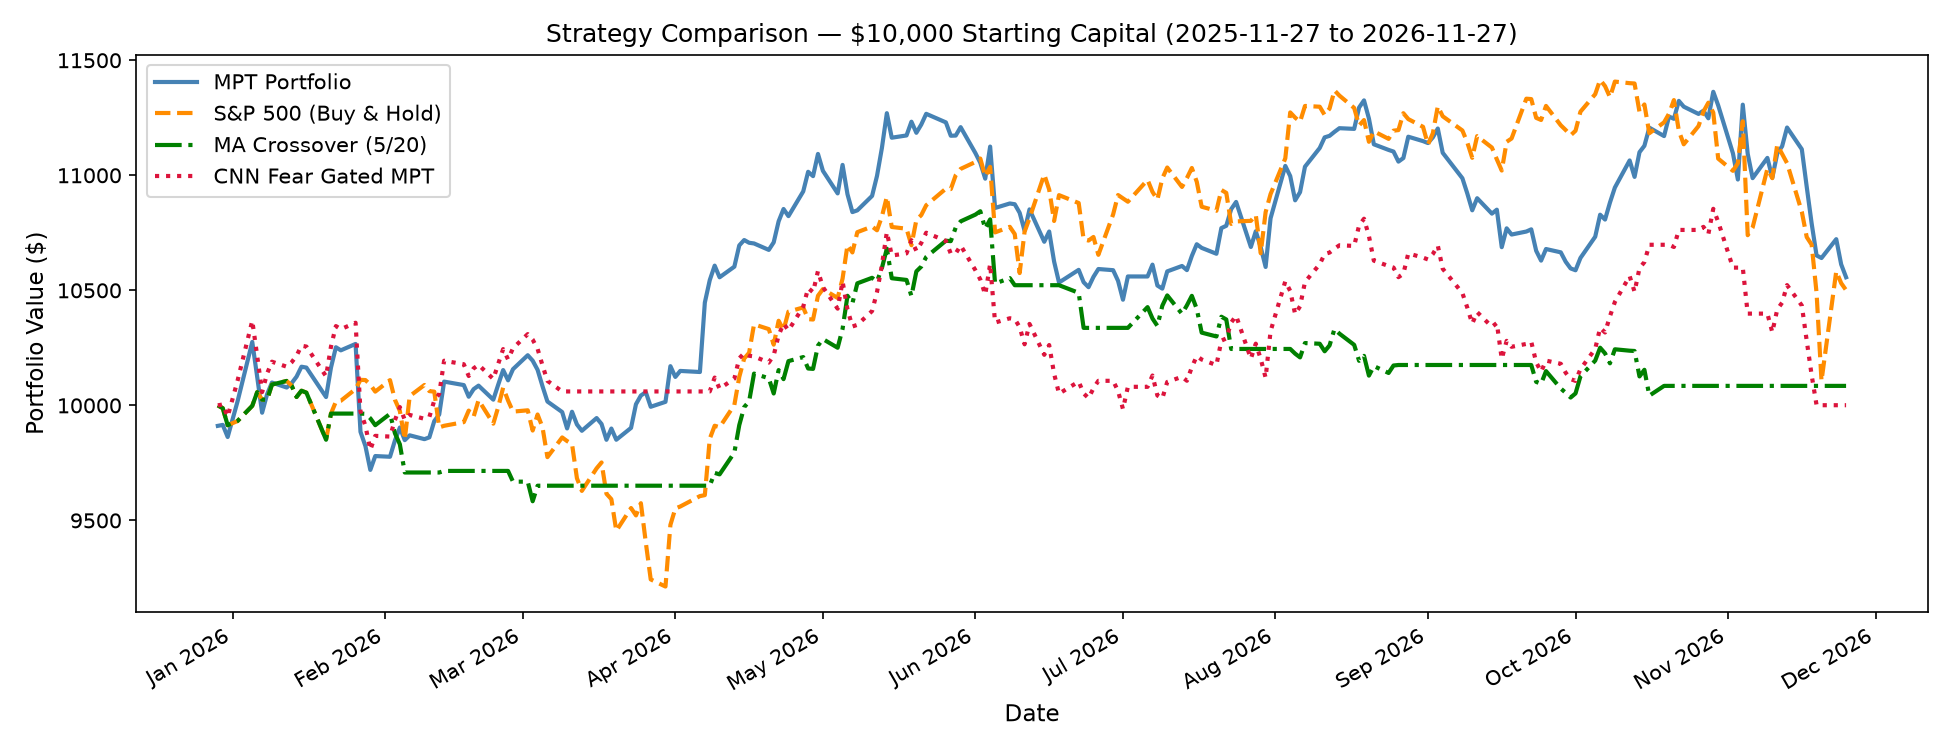 Strategy Comparison — $10,000 Starting Capital (2025-11-27 to 2026-11-27)
MPT Portfolio
S&P 500 (Buy & Hold)
MA Crossover (5/20)
CNN Fear Gated MPT
Portfolio Value ($)
11500
11000
10500
10000
9500
Jan 2026
Feb 2026
Mar 2026
Apr 2026
May 2026
Jun 2026
Jul 2026
Aug 2026
Sep 2026
Oct 2026
Nov 2026
Dec 2026
Date